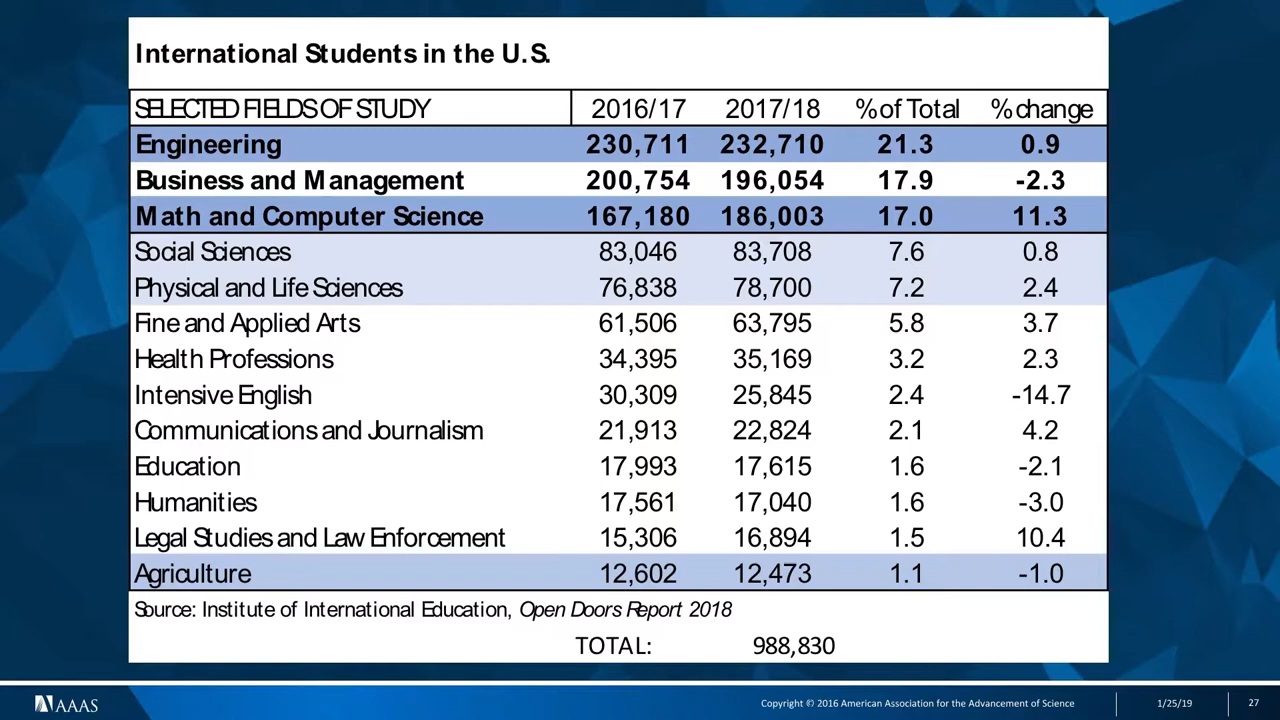 International Students in the U.S.
SELECTED FIELDS OF STUDY 2016/17 2017/18 % of Total % change
Engineering 230,711 232,710 21.3 0.9
Business and Management 200,754 196,054 17.9 -2.3
Math and Computer Science 167,180 186,003 17.0 11.3
Social Sciences 83,046 83,708 7.6 0.8
Physical and Life Sciences 76,838 78,700 7.2 2.4
Fine and Applied Arts 61,506 63,795 5.8 3.7
Health Professions 34,395 35,169 3.2 2.3
Intensive English 30,309 25,845 2.4 -14.7
Communications and Journalism 21,913 22,824 2.1 4.2
Education 17,993 17,615 1.6 -2.1
Humanities 17,561 17,040 1.6 -3.0
Legal Studies and Law Enforcement 15,306 16,894 1.5 10.4
Agriculture 12,602 12,473 1.1 -1.0
Source: Institute of International Education, Open Doors Report 2018
TOTAL: 988,830
AAAS Copyright © 2016 American Association for the Advancement of Science 1/25/19 27